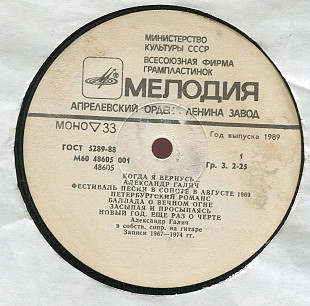 МИНИСТЕРСТВО
КУЛЬТУРЫ СССР
ВСЕСОЮЗНАЯ ФИРМА
ГРАМПЛАСТИНОК
МЕЛОДИЯ
АПРЕЛЕВСКИЙ ОРДЕНА ЛЕНИНА ЗАВОД
МОНО ▽ 33
Год выпуска 1989
ГОСТ 5289-88
М60 48605 001
1
48605
Гр. 3. 2-25
КОГДА Я ВЕРНУСЬ
АЛЕКСАНДР ГАЛИЧ
ФЕСТИВАЛЬ ПЕСНИ В СОПОТЕ В АВГУСТЕ 1969
ПЕТЕРБУРГСКИЙ РОМАНС
БАЛЛАДА О ВЕЧНОМ ОГНЕ
ЗАСЫПАЯ И ПРОСЫПАЯСЬ
НОВЫЙ ГОД. ЕЩЕ РАЗ О ЧЕРТЕ
Александр Галич
в собств. сопр. на гитаре
Записи 1967—1974 гг.